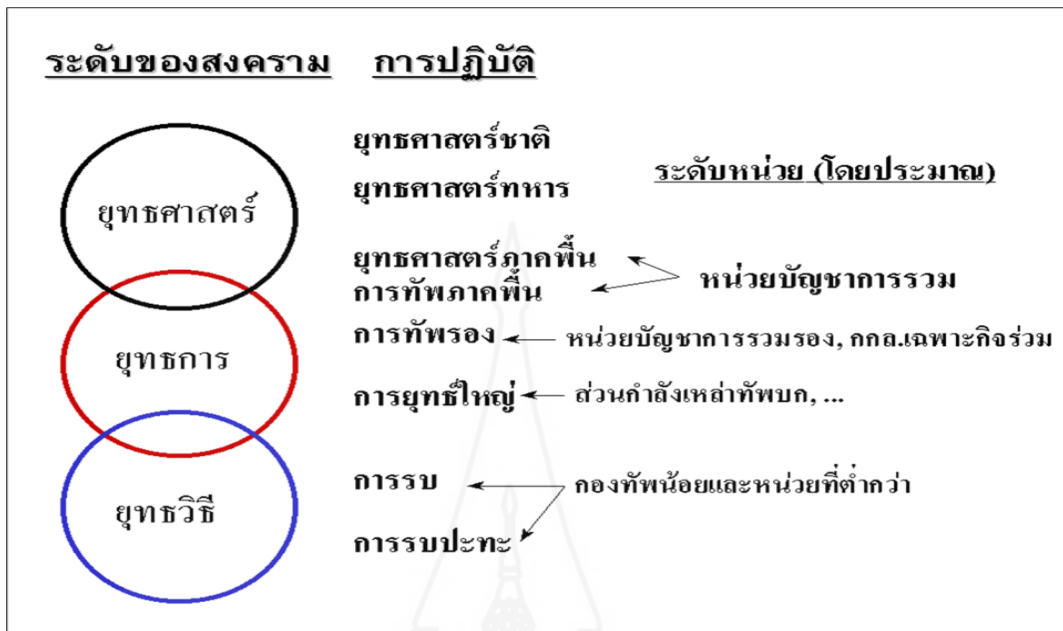 ระดับของสงคราม การปฏิบัติ
ยุทธศาสตร์ชาติ
ระดับหน่วย (โดยประมาณ)
ยุทธศาสตร์ทหาร
ยุทธศาสตร์
ยุทธศาสตร์ภาคพื้น
หน่วยบัญชาการรวม
การทัพภาคพื้น
การทัพรอง หน่วยบัญชาการรวมรอง, กกล.เฉพาะกิจร่วม
ยุทธการ
การยุทธ์ใหญ่ ส่วนกำลังเหล่าทัพบก, ...
การรบ กองทัพน้อยและหน่วยที่ต่ำกว่า
ยุทธวิธี
การรบปะทะ